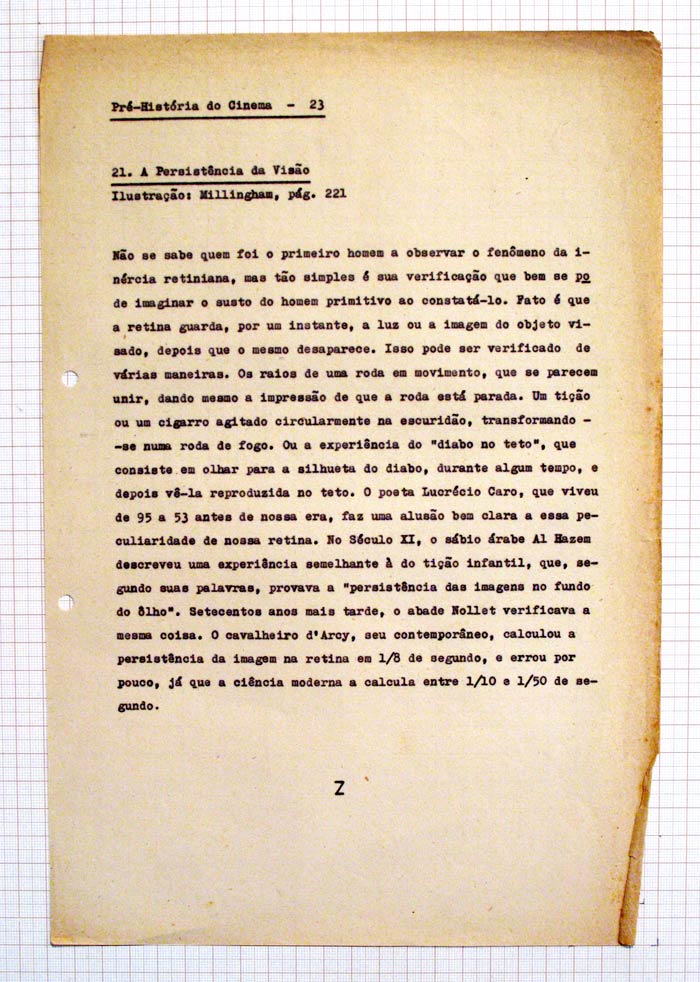 Pré-História do Cinema - 23
21. A Persistência da Visão
Ilustração: Millingham, pág. 221
Não se sabe quem foi o primeiro homem a observar o fenômeno da i-
nércia retiniana, mas tão simples é sua verificação que bem se po
de imaginar o susto do homem primitivo ao constatá-lo. Fato é que
a retina guarda, por um instante, a luz ou a imagem do objeto vi-
sado, depois que o mesmo desaparece. Isso pode ser verificado de
várias maneiras. Os raios de uma roda em movimento, que se parecem
unir, dando mesmo a impressão de que a roda está parada. Um tição
ou um cigarro agitado circularmente na escuridão, transformando -
-se numa roda de fogo. Ou a experiência do "diabo no teto", que
consiste em olhar para a silhueta do diabo, durante algum tempo, e
depois vê-la reproduzida no teto. O poeta Lucrécio Caro, que viveu
de 95 a 53 antes de nossa era, faz uma alusão bem clara a essa pe-
culiaridade de nossa retina. No Século XI, o sábio árabe Al Hazem
descreveu uma experiência semelhante à do tição infantil, que, se-
gundo suas palavras, provava a "persistência das imagens no fundo
do ôlho". Setecentos anos mais tarde, o abade Nollet verificava a
mesma coisa. O cavalheiro d'Arcy, seu contemporâneo, calculou a
persistência da imagem na retina em 1/8 de segundo, e errou por
pouco, já que a ciência moderna a calcula entre 1/10 e 1/50 de se-
gundo.
Z